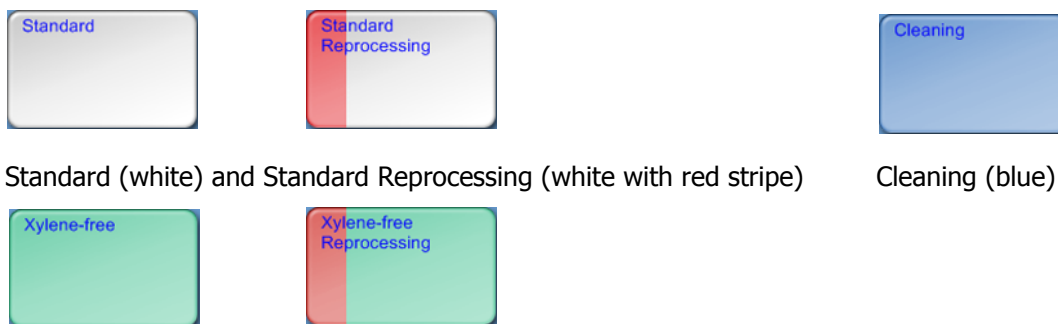 Standard
Standard
Reprocessing
Cleaning
Standard (white) and Standard Reprocessing (white with red stripe)
Cleaning (blue)
Xylene-free
Xylene-free
Reprocessing